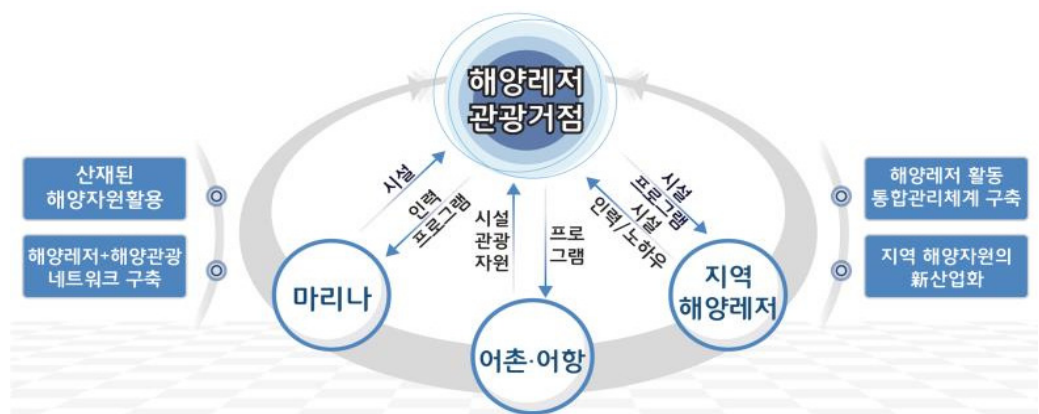 해양레저
관광거점
산재된
해양자원활용
해양레저+해양관광
네트워크 구축
시설
인력
프로그램
시설
관광
자원
프로
그램
시설
프로그램
시설
인력/노하우
해양레저 활동
통합관리체계 구축
지역 해양자원의
新산업화
마리나
어촌·어항
지역
해양레저